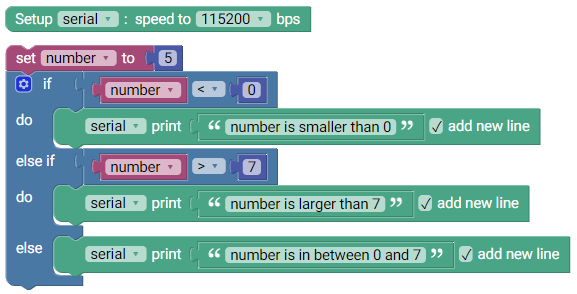 Setup serial : speed to 115200 bps
set number to 5
if number < 0
do serial print “ number is smaller than 0 ” ✓ add new line
else if number > 7
do serial print “ number is larger than 7 ” ✓ add new line
else serial print “ number is in between 0 and 7 ” ✓ add new line